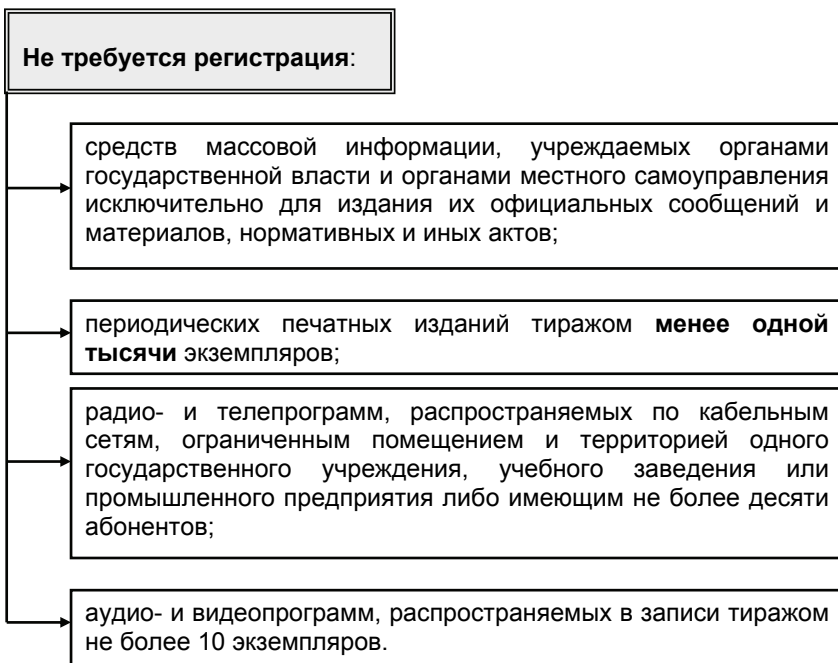 Не требуется регистрация:
средств массовой информации, учреждаемых органами
государственной власти и органами местного самоуправления
исключительно для издания их официальных сообщений и
материалов, нормативных и иных актов;
периодических печатных изданий тиражом менее одной
тысячи экземпляров;
радио- и телепрограмм, распространяемых по кабельным
сетям, ограниченным помещением и территорией одного
государственного учреждения, учебного заведения или
промышленного предприятия либо имеющим не более десяти
абонентов;
аудио- и видеопрограмм, распространяемых в записи тиражом
не более 10 экземпляров.